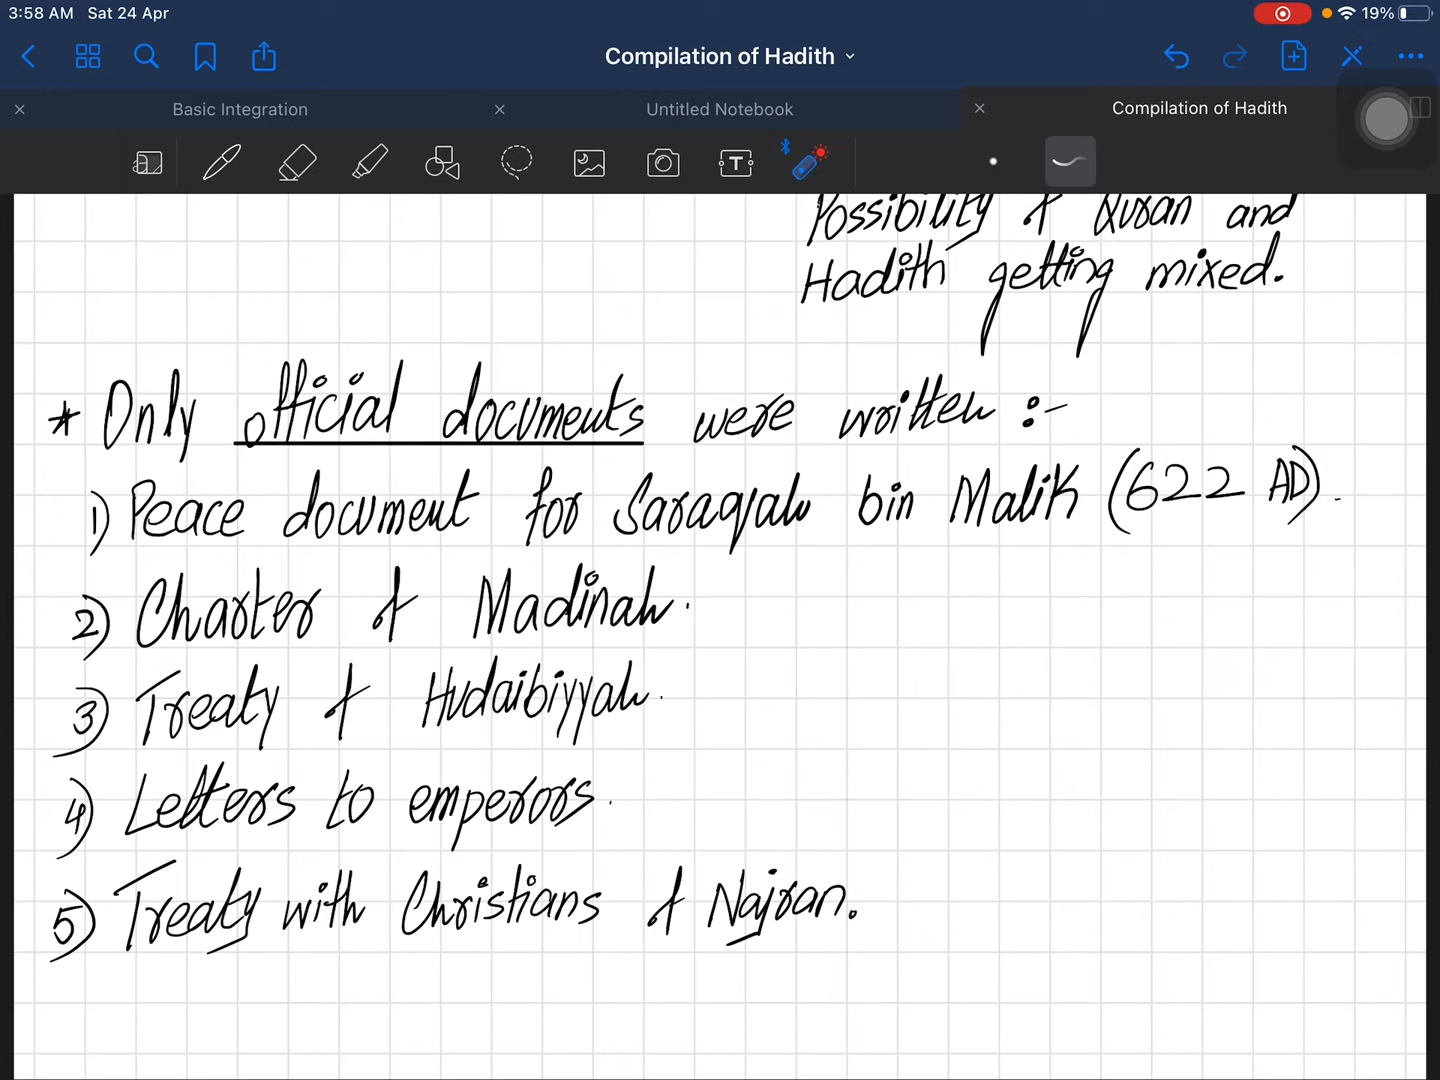 3:58 AM Sat 24 Apr
19%
Compilation of Hadith
Basic Integration
Untitled Notebook
Compilation of Hadith
Possibility of Quran and
Hadith getting mixed.
* Only official documents were written :-
1) Peace document for Saraqah bin Malik (622 AD).
2) Charter of Madinah.
3) Treaty of Hudaibiyyah.
4) Letters to emperors.
5) Treaty with Christians of Najran.